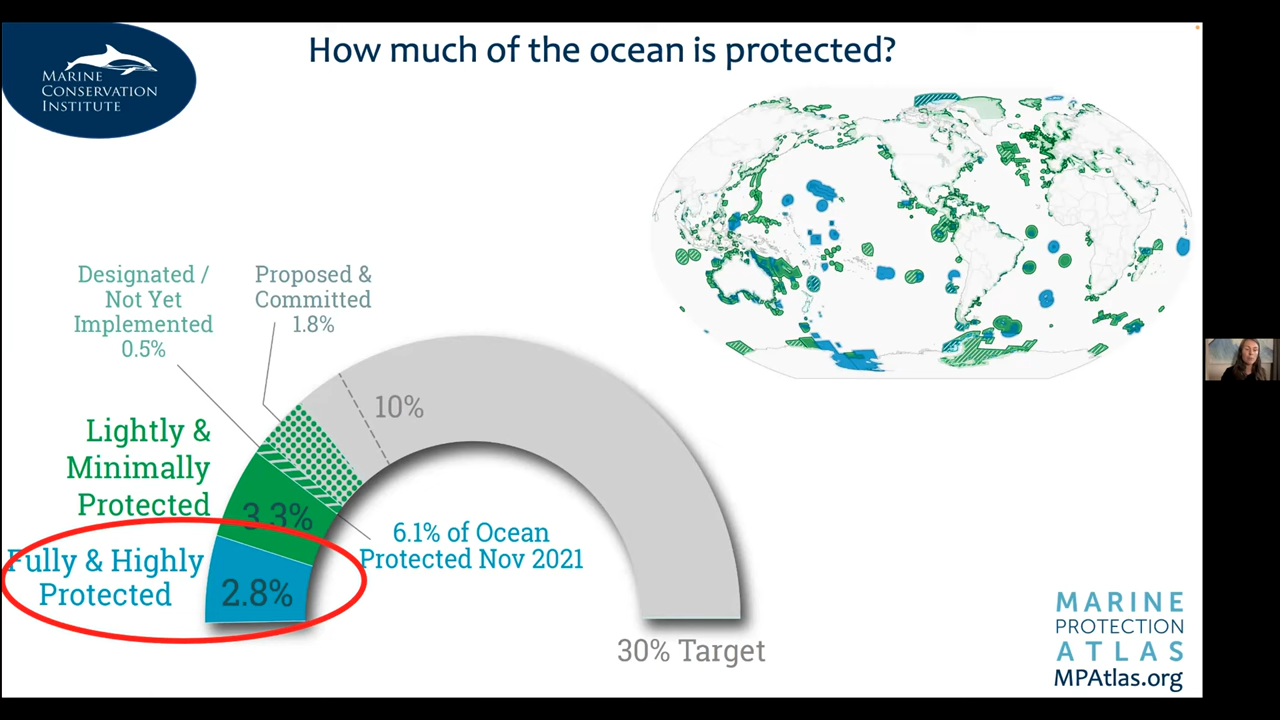 How much of the ocean is protected?
MARINE
CONSERVATION
INSTITUTE
Designated /
Not Yet
Implemented
0.5%
Proposed &
Committed
1.8%
10%
Lightly &
Minimally
Protected
3.3%
6.1% of Ocean
Protected Nov 2021
Fully & Highly
Protected
2.8%
30% Target
MARINE
PROTECTION
ATLAS
MPAtlas.org